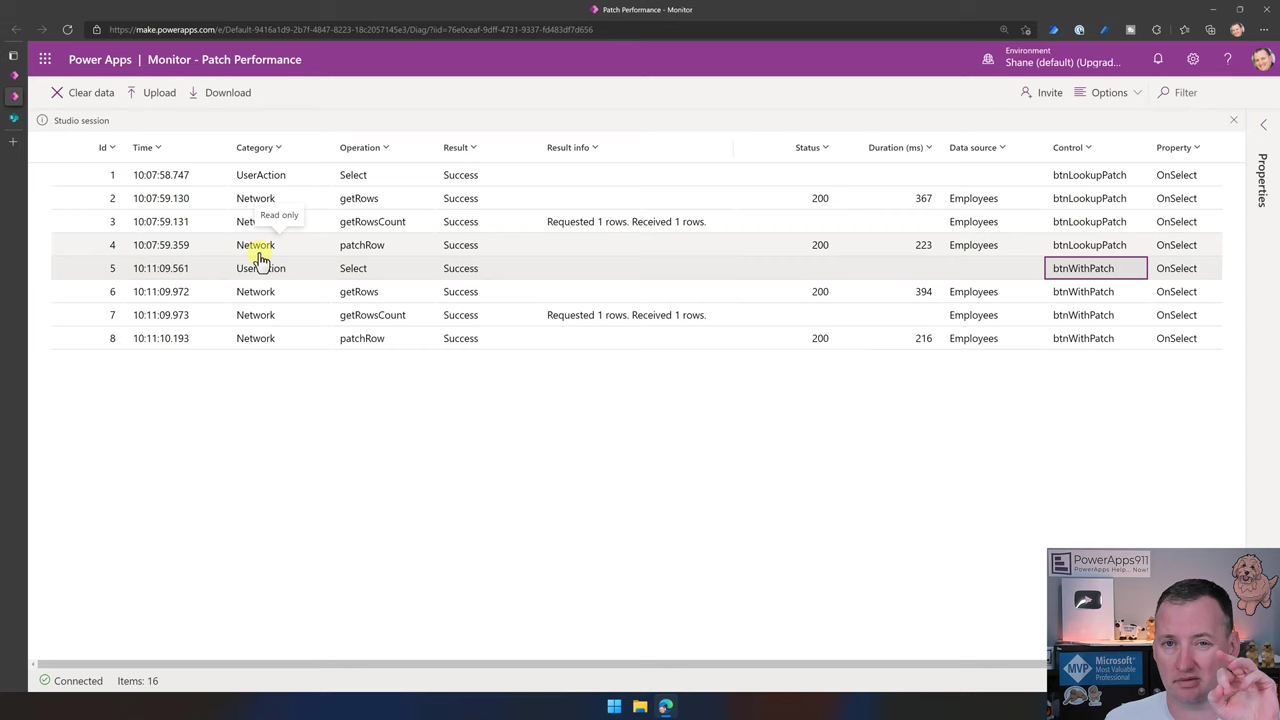 Patch Performance - Monitor
https://make.powerapps.com/e/Default-9416a1d9-2b7f-4847-8223-18c2057145e3/Diag/?iid=76e0ceaf-9dff-4731-9337-fd483df7d656
Power Apps | Monitor - Patch Performance
Environment
Shane (default) (Upgrad...
Clear data Upload Download Invite Options Filter
Studio session
Id Time Category Operation Result Result info Status Duration (ms) Data source Control Property
1 10:07:58.747 UserAction Select Success btnLookupPatch OnSelect
2 10:07:59.130 Network getRows Success 200 367 Employees btnLookupPatch OnSelect
Read only
3 10:07:59.131 Net getRowsCount Success Requested 1 rows. Received 1 rows. Employees btnLookupPatch OnSelect
4 10:07:59.359 Network patchRow Success 200 223 Employees btnLookupPatch OnSelect
5 10:11:09.561 UserAction Select Success btnWithPatch OnSelect
6 10:11:09.972 Network getRows Success 200 394 Employees btnWithPatch OnSelect
7 10:11:09.973 Network getRowsCount Success Requested 1 rows. Received 1 rows. Employees btnWithPatch OnSelect
8 10:11:10.193 Network patchRow Success 200 216 Employees btnWithPatch OnSelect
Properties
PowerApps911
PowerApps Help... Now!
MVP Microsoft
Most Valuable
Professional
Connected Items: 16